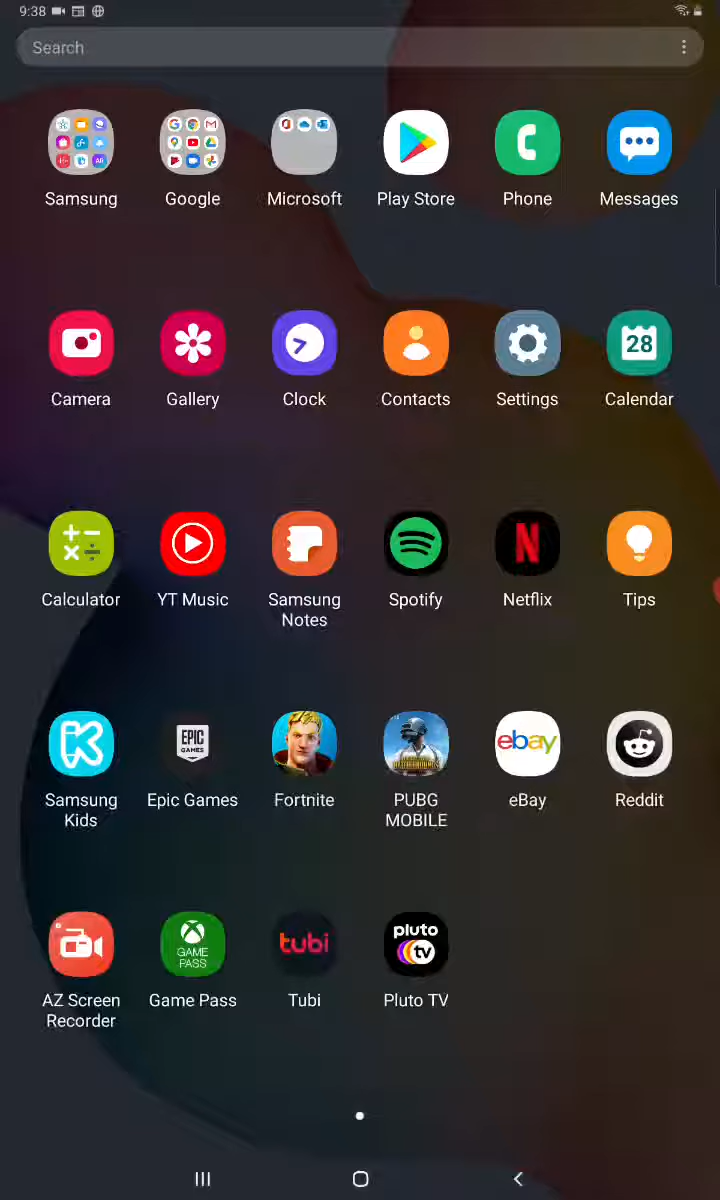 9:38
Search
Samsung
Google
Microsoft
Play Store
Phone
Messages
Camera
Gallery
Clock
Contacts
Settings
28
Calendar
Calculator
YT Music
Samsung
Notes
Spotify
N
Netflix
Tips
Samsung
Kids
EPIC
GAMES
Epic Games
Fortnite
PUBG
MOBILE
ebay
eBay
Reddit
AZ Screen
Recorder
GAME
PASS
Game Pass
tubi
Tubi
pluto
tv
Pluto TV